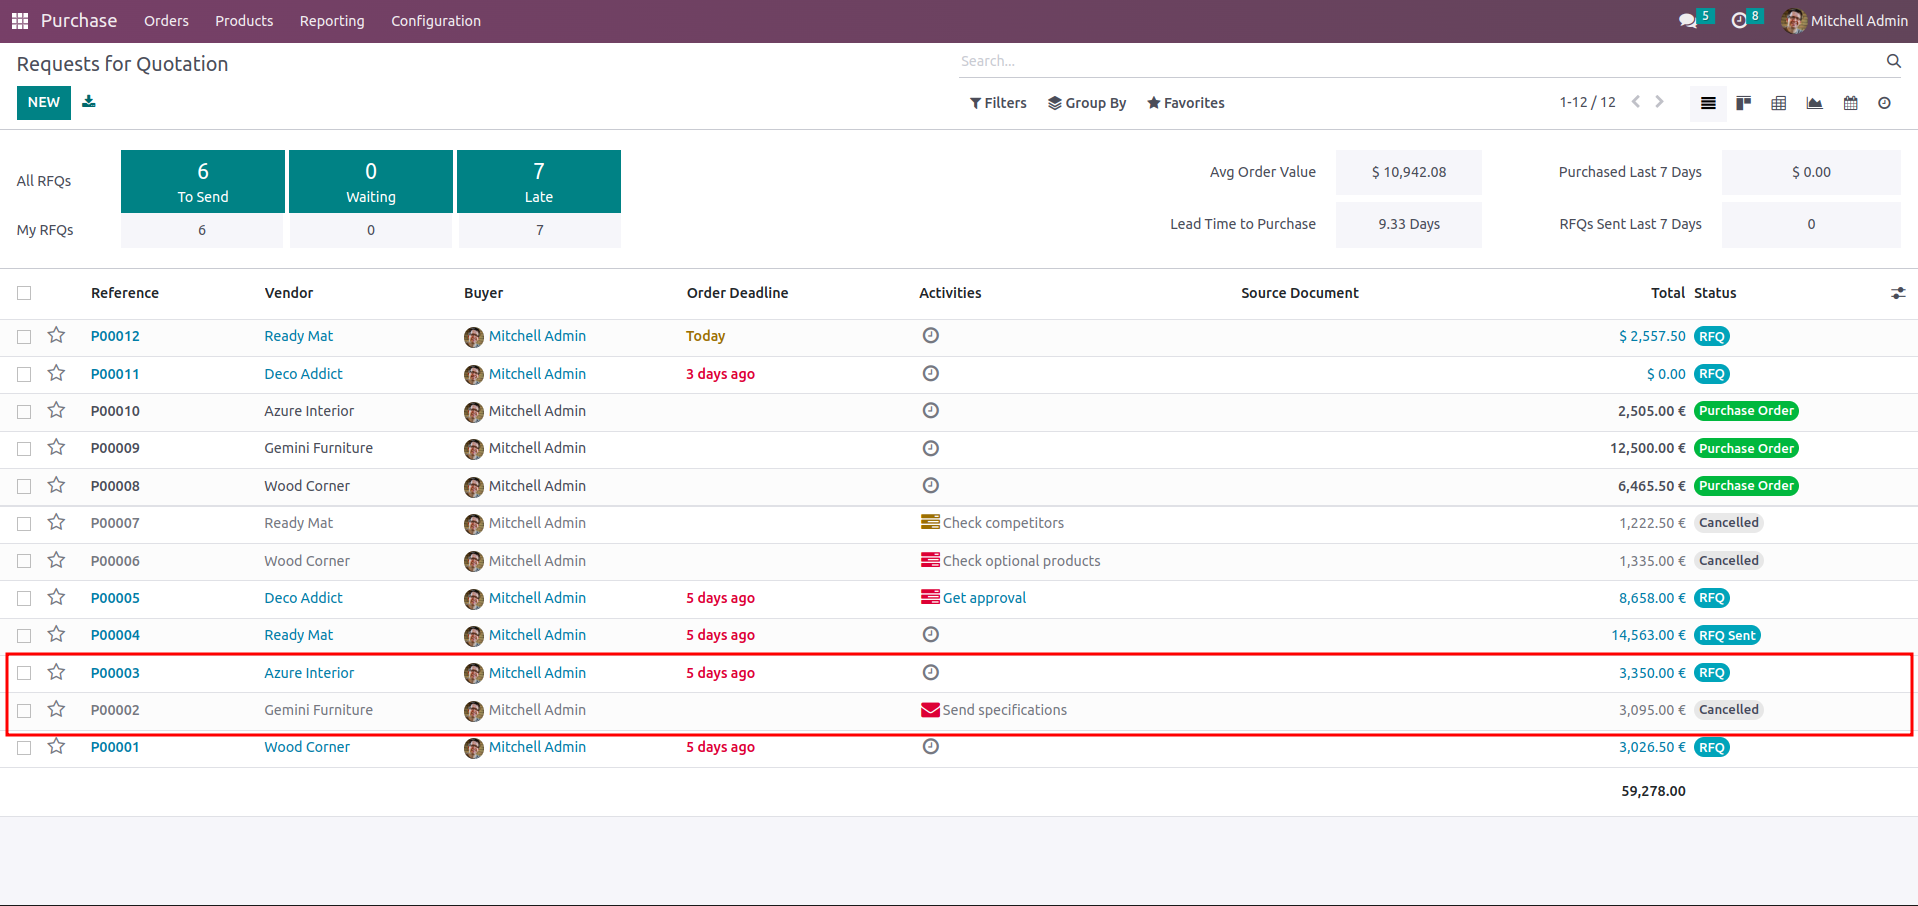 Purchase Orders Products Reporting Configuration 5 8 Mitchell Admin
Requests for Quotation Search...
NEW Filters Group By Favorites 1-12 / 12
All RFQs 6 To Send 0 Waiting 7 Late
My RFQs 6 0 7
Avg Order Value $ 10,942.08 Purchased Last 7 Days $ 0.00
Lead Time to Purchase 9.33 Days RFQs Sent Last 7 Days 0
Reference Vendor Buyer Order Deadline Activities Source Document Total Status
P00012 Ready Mat Mitchell Admin Today $ 2,557.50 RFQ
P00011 Deco Addict Mitchell Admin 3 days ago $ 0.00 RFQ
P00010 Azure Interior Mitchell Admin 2,505.00 € Purchase Order
P00009 Gemini Furniture Mitchell Admin 12,500.00 € Purchase Order
P00008 Wood Corner Mitchell Admin 6,465.50 € Purchase Order
P00007 Ready Mat Mitchell Admin Check competitors 1,222.50 € Cancelled
P00006 Wood Corner Mitchell Admin Check optional products 1,335.00 € Cancelled
P00005 Deco Addict Mitchell Admin 5 days ago Get approval 8,658.00 € RFQ
P00004 Ready Mat Mitchell Admin 5 days ago 14,563.00 € RFQ Sent
P00003 Azure Interior Mitchell Admin 5 days ago 3,350.00 € RFQ
P00002 Gemini Furniture Mitchell Admin Send specifications 3,095.00 € Cancelled
P00001 Wood Corner Mitchell Admin 5 days ago 3,026.50 € RFQ
59,278.00